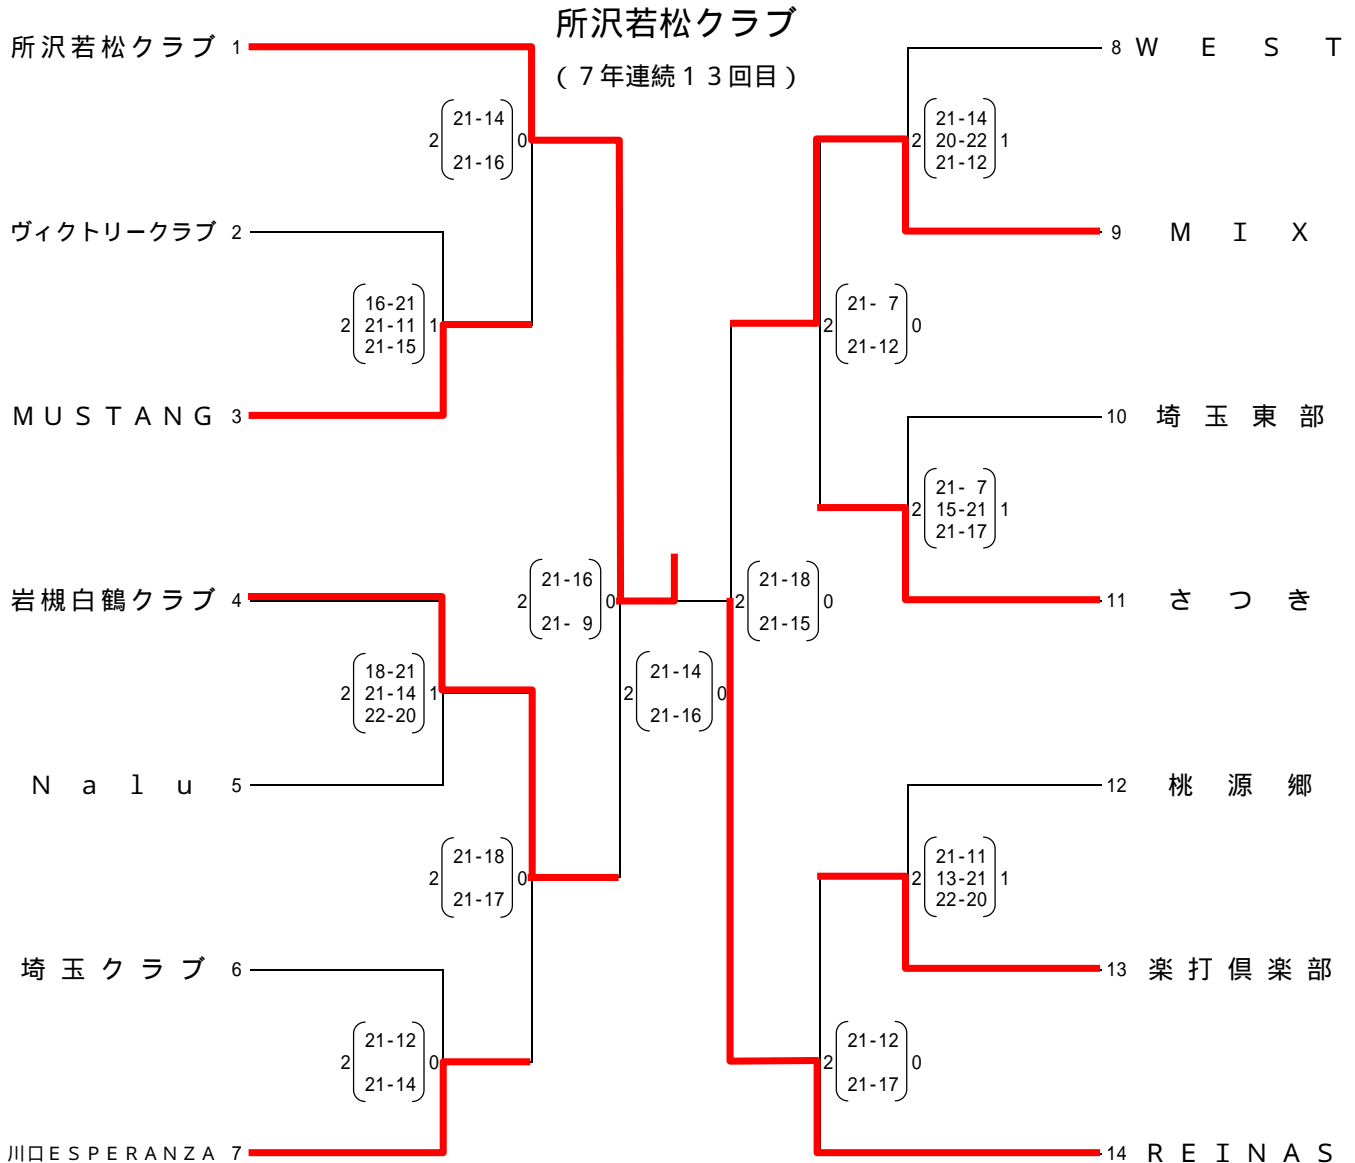 所沢若松クラブ
(７年連続１３回目)
所沢若松クラブ 1
2 21-14 0
21-16
ヴィクトリークラブ 2
16-21
2 21-11 1
21-15
ＭＵＳＴＡＮＧ 3
岩槻白鶴クラブ 4
18-21
2 21-14 1
22-20
Ｎａｌｕ 5
2 21-18 0
21-17
埼玉クラブ 6
2 21-12 0
21-14
川口ＥＳＰＥＲＡＮＺＡ 7
2 21-16 0
21- 9
2 21-14 0
21-16
8 ＷＥＳＴ
21-14
2 20-22 1
21-12
9 ＭＩＸ
2 21- 7 0
21-12
10 埼玉東部
21- 7
2 15-21 1
21-17
11 さつき
2 21-18 0
21-15
12 桃源郷
21-11
2 13-21 1
22-20
13 楽打倶楽部
2 21-12 0
21-17
14 ＲＥＩＮＡＳ